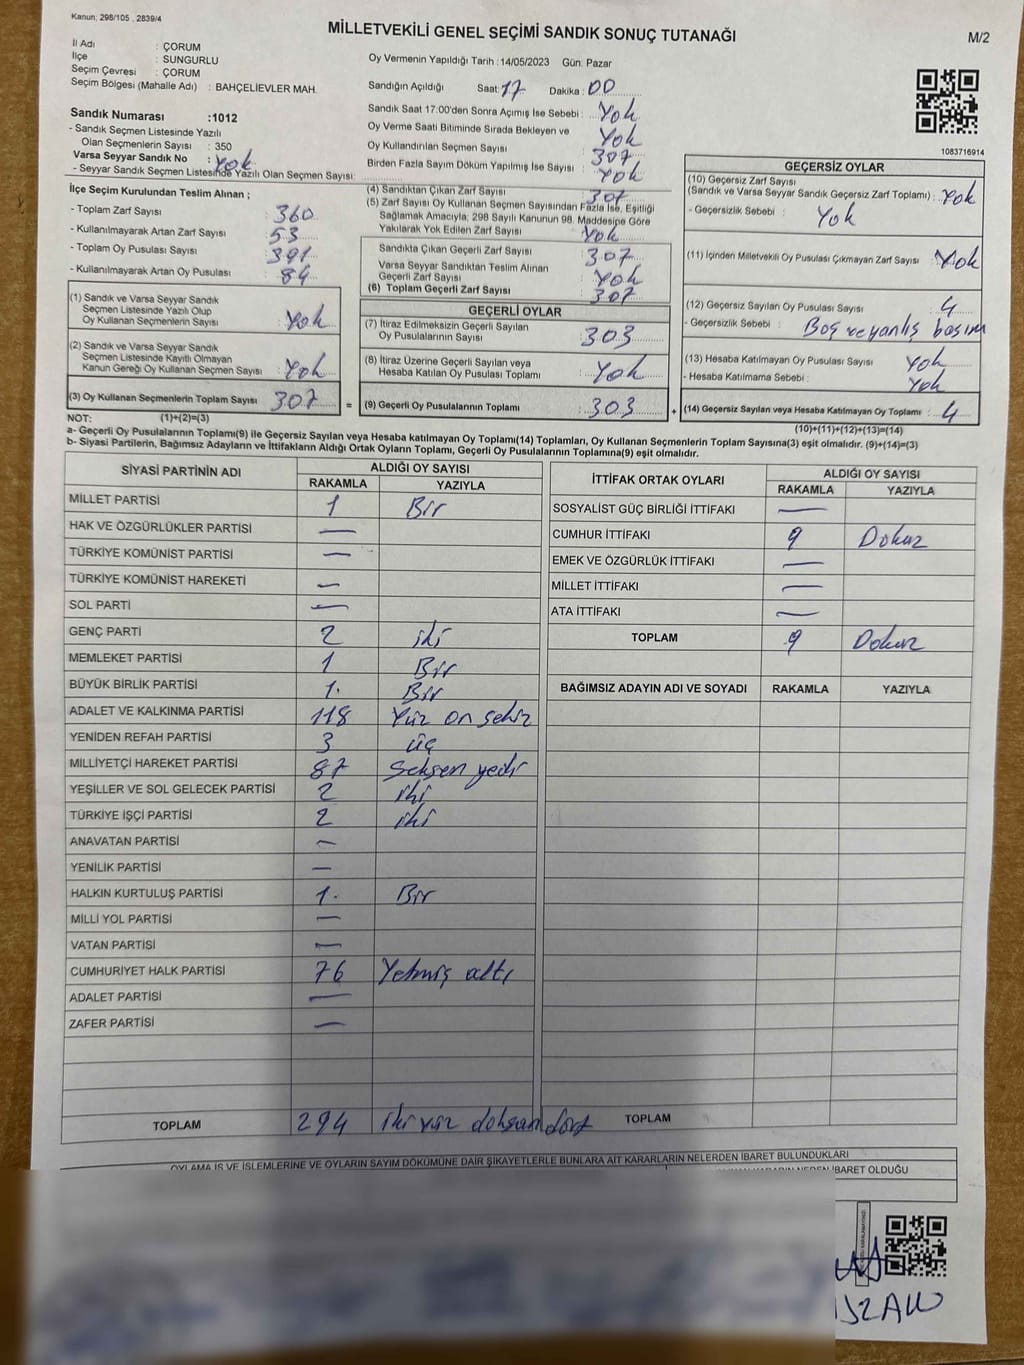 Kanun; 298/105 , 2839/4
MİLLETVEKİLİ GENEL SEÇİMİ SANDIK SONUÇ TUTANAĞI
M/2
İl Adı : ÇORUM
İlçe : SUNGURLU
Seçim Çevresi : ÇORUM
Seçim Bölgesi (Mahalle Adı) : BAHÇELİEVLER MAH.
Oy Vermenin Yapıldığı Tarih : 14/05/2023 Gün: Pazar
Sandığın Açıldığı Saat: 17 Dakika : 00
Sandık Saat 17:00'den Sonra Açımış İse Sebebi : Yok
Oy Verme Saati Bitiminde Sırada Bekleyen ve : Yok
Oy Kullandırılan Seçmen Sayısı : 307
Birden Fazla Sayım Döküm Yapılmış İse Sayısı : Yok
1083716914
Sandık Numarası :1012
- Sandık Seçmen Listesinde Yazılı
Olan Seçmenlerin Sayısı : 350
Varsa Seyyar Sandık No : Yok
- Seyyar Sandık Seçmen Listesinde Yazılı Olan Seçmen Sayısı:
İlçe Seçim Kurulundan Teslim Alınan ;
- Toplam Zarf Sayısı : 360
- Kullanılmayarak Artan Zarf Sayısı : 53
- Toplam Oy Pusulası Sayısı : 391
- Kullanılmayarak Artan Oy Pusulası : 84
(4) Sandıktan Çıkan Zarf Sayısı : 307
(5) Zarf Sayısı Oy Kullanan Seçmen Sayısından Fazla İse, Eşitliği
Sağlamak Amacıyla; 298 Sayılı Kanunun 98. Maddesine Göre
Yakılarak Yok Edilen Zarf Sayısı : Yok
Sandıkta Çıkan Geçerli Zarf Sayısı : 307
Varsa Seyyar Sandıktan Teslim Alınan
Geçerli Zarf Sayısı : Yok
(6) Toplam Geçerli Zarf Sayısı : 307
GEÇERSİZ OYLAR
(10) Geçersiz Zarf Sayısı
(Sandık ve Varsa Seyyar Sandık Geçersiz Zarf Toplamı) : Yok
- Geçersizlik Sebebi : Yok
(11) İçinden Milletvekili Oy Pusulası Çıkmayan Zarf Sayısı : Yok
(12) Geçersiz Sayılan Oy Pusulası Sayısı : 4
- Geçersizlik Sebebi : Boş ve yanlış basım
(13) Hesaba Katılmayan Oy Pusulası Sayısı : Yok
- Hesaba Katılmama Sebebi : Yok
(14) Geçersiz Sayılan veya Hesaba Katılmayan Oy Toplamı : 4
(10)+(11)+(12)+(13)=(14)
(1) Sandık ve Varsa Seyyar Sandık
Seçmen Listesinde Yazılı Olup
Oy Kullanan Seçmenlerin Sayısı : Yok
(2) Sandık ve Varsa Seyyar Sandık
Seçmen Listesinde Kayıtlı Olmayan
Kanun Gereği Oy Kullanan Seçmen Sayısı : Yok
(3) Oy Kullanan Seçmenlerin Toplam Sayısı : 307 =
GEÇERLİ OYLAR
(7) İtiraz Edilmeksizin Geçerli Sayılan
Oy Pusulalarının Sayısı : 303
(8) İtiraz Üzerine Geçerli Sayılan veya
Hesaba Katılan Oy Pusulası Toplamı : Yok
(9) Geçerli Oy Pusulalarının Toplamı : 303 +
NOT: (1)+(2)=(3)
a- Geçerli Oy Pusulalarının Toplamı(9) ile Geçersiz Sayılan veya Hesaba katılmayan Oy Toplamı(14) Toplamları, Oy Kullanan Seçmenlerin Toplam Sayısına(3) eşit olmalıdır. (9)+(14)=(3)
b- Siyasi Partilerin, Bağımsız Adayların ve İttifakların Aldığı Ortak Oyların Toplamı, Geçerli Oy Pusulalarının Toplamına(9) eşit olmalıdır.
SİYASİ PARTİNİN ADI ALDIĞI OY SAYISI
RAKAMLA YAZIYLA
MİLLET PARTİSİ 1 Bir
HAK VE ÖZGÜRLÜKLER PARTİSİ —
TÜRKİYE KOMÜNİST PARTİSİ —
TÜRKİYE KOMÜNİST HAREKETİ —
SOL PARTİ —
GENÇ PARTİ 2 iki
MEMLEKET PARTİSİ 1 Bir
BÜYÜK BİRLİK PARTİSİ 1. Bir
ADALET VE KALKINMA PARTİSİ 118 Yüz on sekiz
YENİDEN REFAH PARTİSİ 3 üç
MİLLİYETÇİ HAREKET PARTİSİ 87 Seksen yedi
YEŞİLLER VE SOL GELECEK PARTİSİ 2 iki
TÜRKİYE İŞÇİ PARTİSİ 2 iki
ANAVATAN PARTİSİ —
YENİLİK PARTİSİ —
HALKIN KURTULUŞ PARTİSİ 1. Bir
MİLLİ YOL PARTİSİ —
VATAN PARTİSİ —
CUMHURİYET HALK PARTİSİ 76 Yetmiş altı
ADALET PARTİSİ —
ZAFER PARTİSİ —
TOPLAM 294 iki yüz doksan dört
İTTİFAK ORTAK OYLARI ALDIĞI OY SAYISI
RAKAMLA YAZIYLA
SOSYALİST GÜÇ BİRLİĞİ İTTİFAKI —
CUMHUR İTTİFAKI 9 Dokuz
EMEK VE ÖZGÜRLÜK İTTİFAKI —
MİLLET İTTİFAKI —
ATA İTTİFAKI —
TOPLAM 9 Dokuz
BAĞIMSIZ ADAYIN ADI VE SOYADI RAKAMLA YAZIYLA
TOPLAM
OYLAMA İŞ VE İŞLEMLERİNE VE OYLARIN SAYIM DÖKÜMÜNE DAİR ŞİKAYETLERLE BUNLARA AİT KARARLARIN NELERDEN İBARET BULUNDUKLARI
NEDEN İBARET OLDUĞU